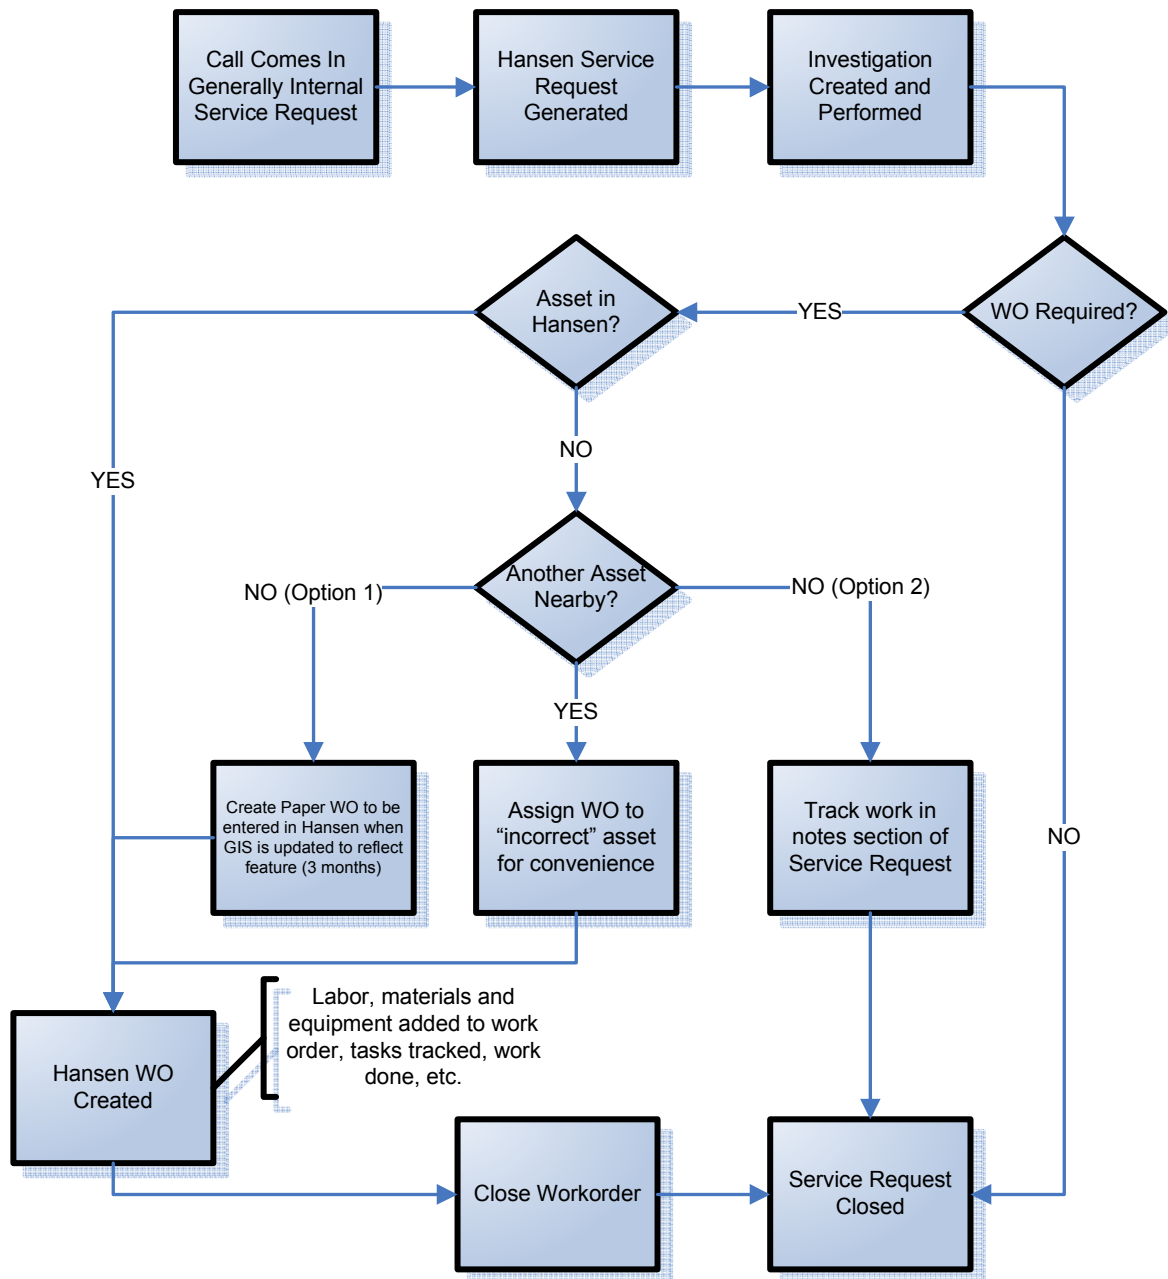 Call Comes In
Generally Internal
Service Request
Hansen Service
Request
Generated
Investigation
Created and
Performed
Asset in
Hansen?
YES
WO Required?
YES
NO
Another Asset
Nearby?
NO (Option 1)
NO (Option 2)
YES
Create Paper WO to be
entered in Hansen when
GIS is updated to reflect
feature (3 months)
Assign WO to
“incorrect” asset
for convenience
Track work in
notes section of
Service Request
NO
Labor, materials and
equipment added to work
order, tasks tracked, work
done, etc.
Hansen WO
Created
Close Workorder
Service Request
Closed